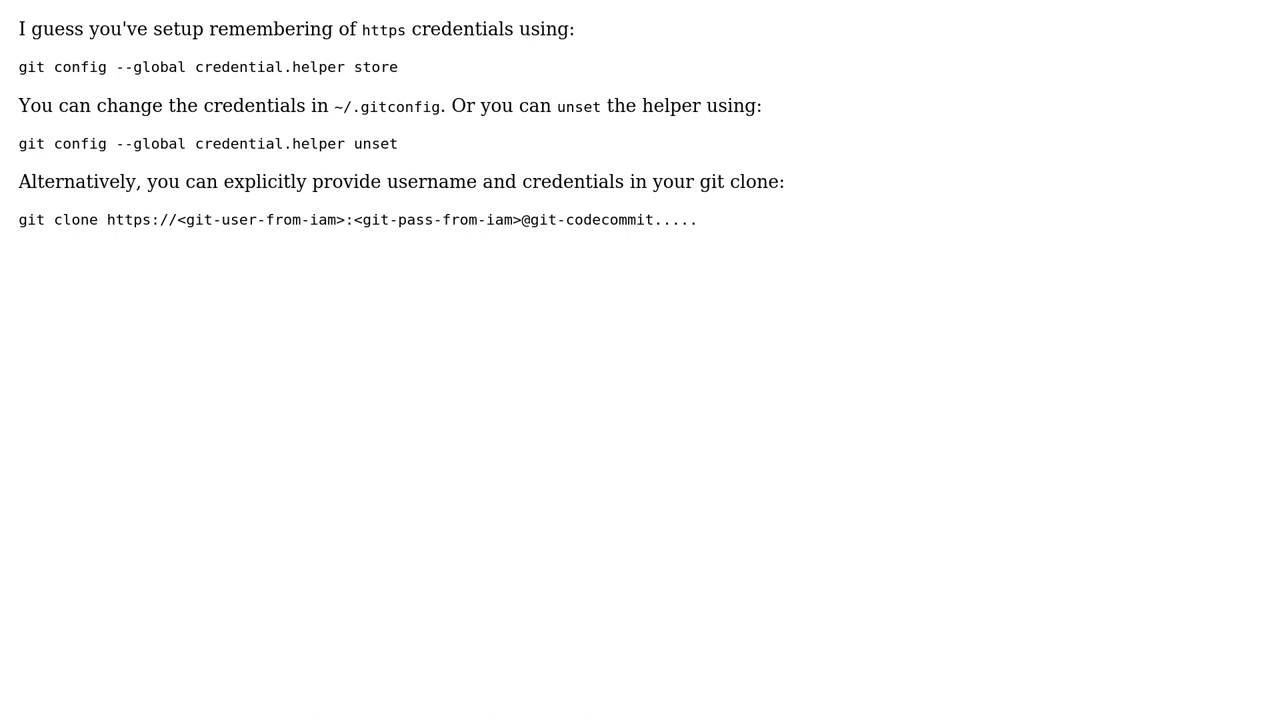 I guess you've setup remembering of https credentials using:
git config --global credential.helper store
You can change the credentials in ~/.gitconfig. Or you can unset the helper using:
git config --global credential.helper unset
Alternatively, you can explicitly provide username and credentials in your git clone:
git clone https://<git-user-from-iam>:<git-pass-from-iam>@git-codecommit.....